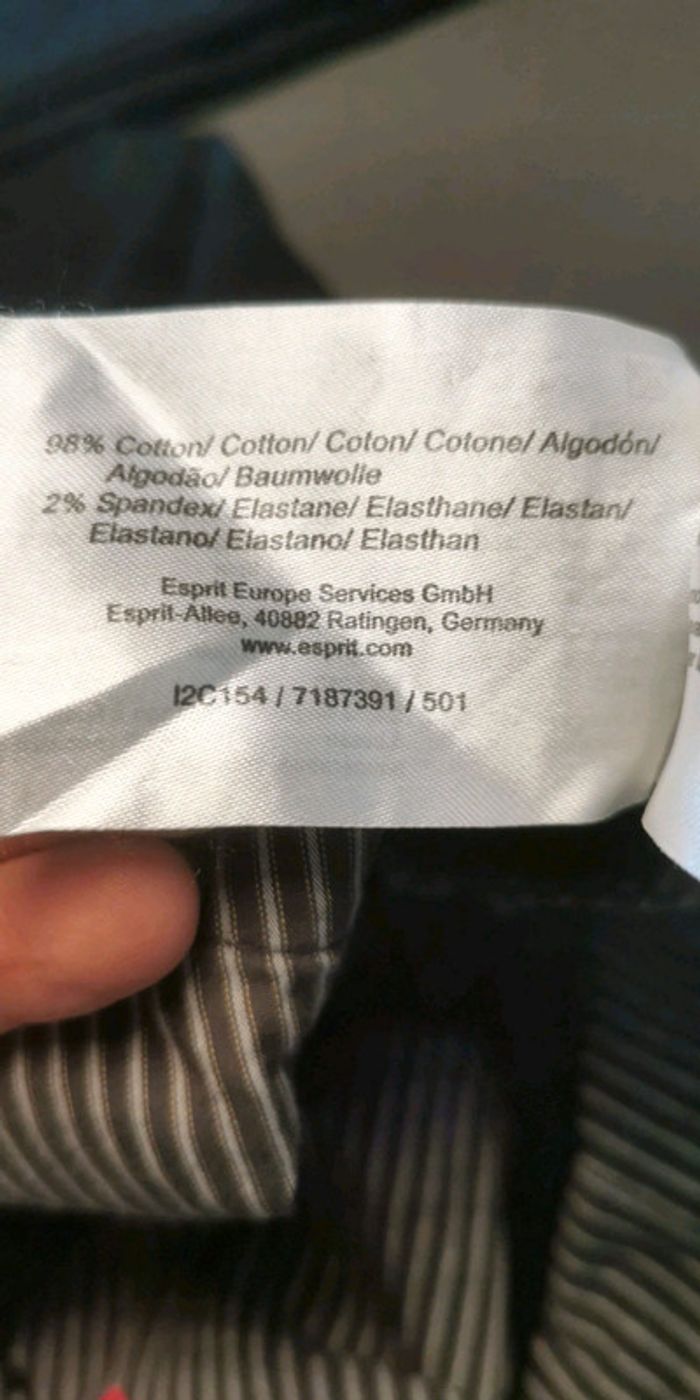 98% Cotton/ Cotton/ Coton/ Cotone/ Algodón/
Algodão/ Baumwolle
2% Spandex/ Elastane/ Elasthane/ Elastan/
Elastano/ Elastano/ Elasthan
Esprit Europe Services GmbH
Esprit-Allee, 40882 Ratingen, Germany
www.esprit.com
I2C154 / 7187391 / 501